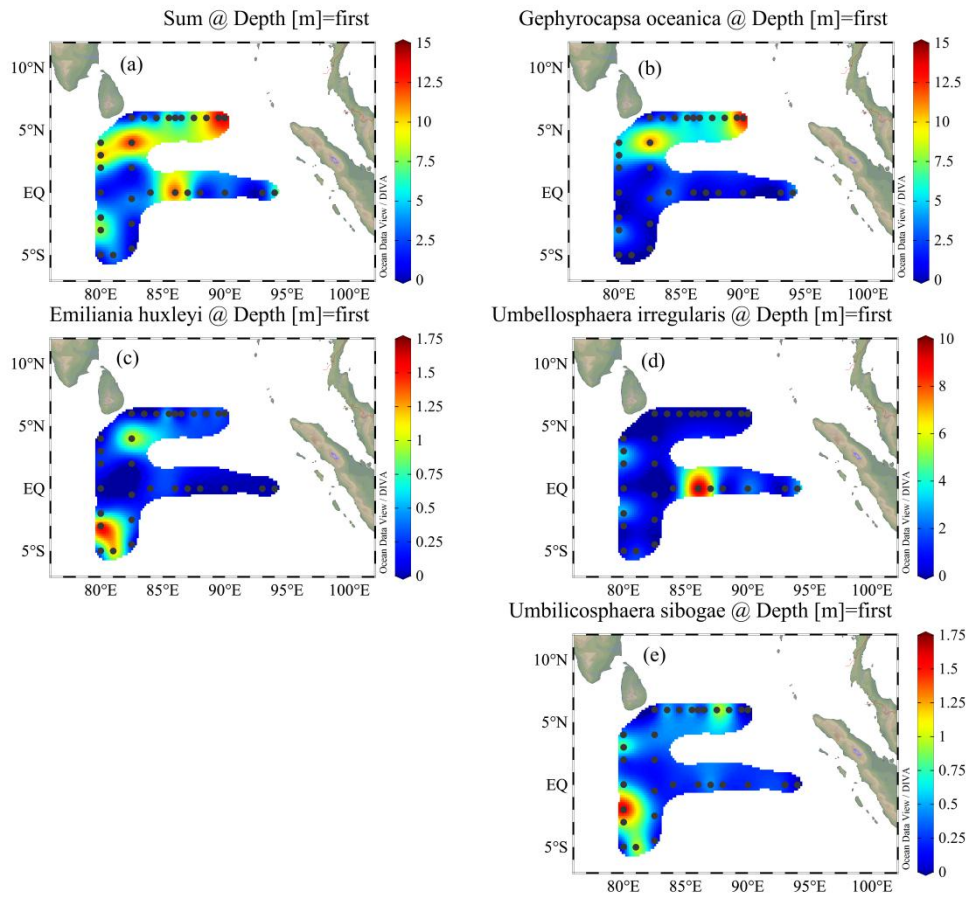 Sum @ Depth [m]=first
(a)
10°N
5°N
EQ
5°S
80°E 85°E 90°E 95°E 100°E
15
12.5
10
7.5
5
2.5
0
Ocean Data View / DIVA
Gephyrocapsa oceanica @ Depth [m]=first
(b)
10°N
5°N
EQ
5°S
80°E 85°E 90°E 95°E 100°E
15
12.5
10
7.5
5
2.5
0
Ocean Data View / DIVA
Emiliania huxleyi @ Depth [m]=first
(c)
10°N
5°N
EQ
5°S
80°E 85°E 90°E 95°E 100°E
1.75
1.5
1.25
1
0.75
0.5
0.25
0
Ocean Data View / DIVA
Umbellosphaera irregularis @ Depth [m]=first
(d)
10°N
5°N
EQ
5°S
80°E 85°E 90°E 95°E 100°E
10
8
6
4
2
0
Ocean Data View / DIVA
Umbilicosphaera sibogae @ Depth [m]=first
(e)
10°N
5°N
EQ
5°S
80°E 85°E 90°E 95°E 100°E
1.75
1.5
1.25
1
0.75
0.5
0.25
0
Ocean Data View / DIVA